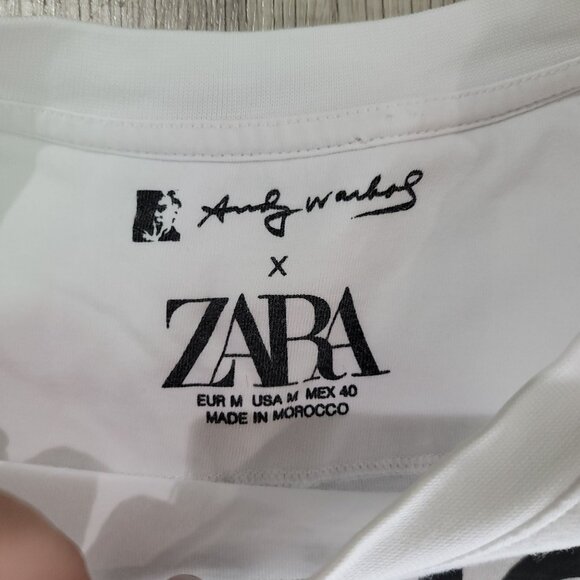 Andy Warhol
X
ZARA
EUR M USA M MEX 40
MADE IN MOROCCO